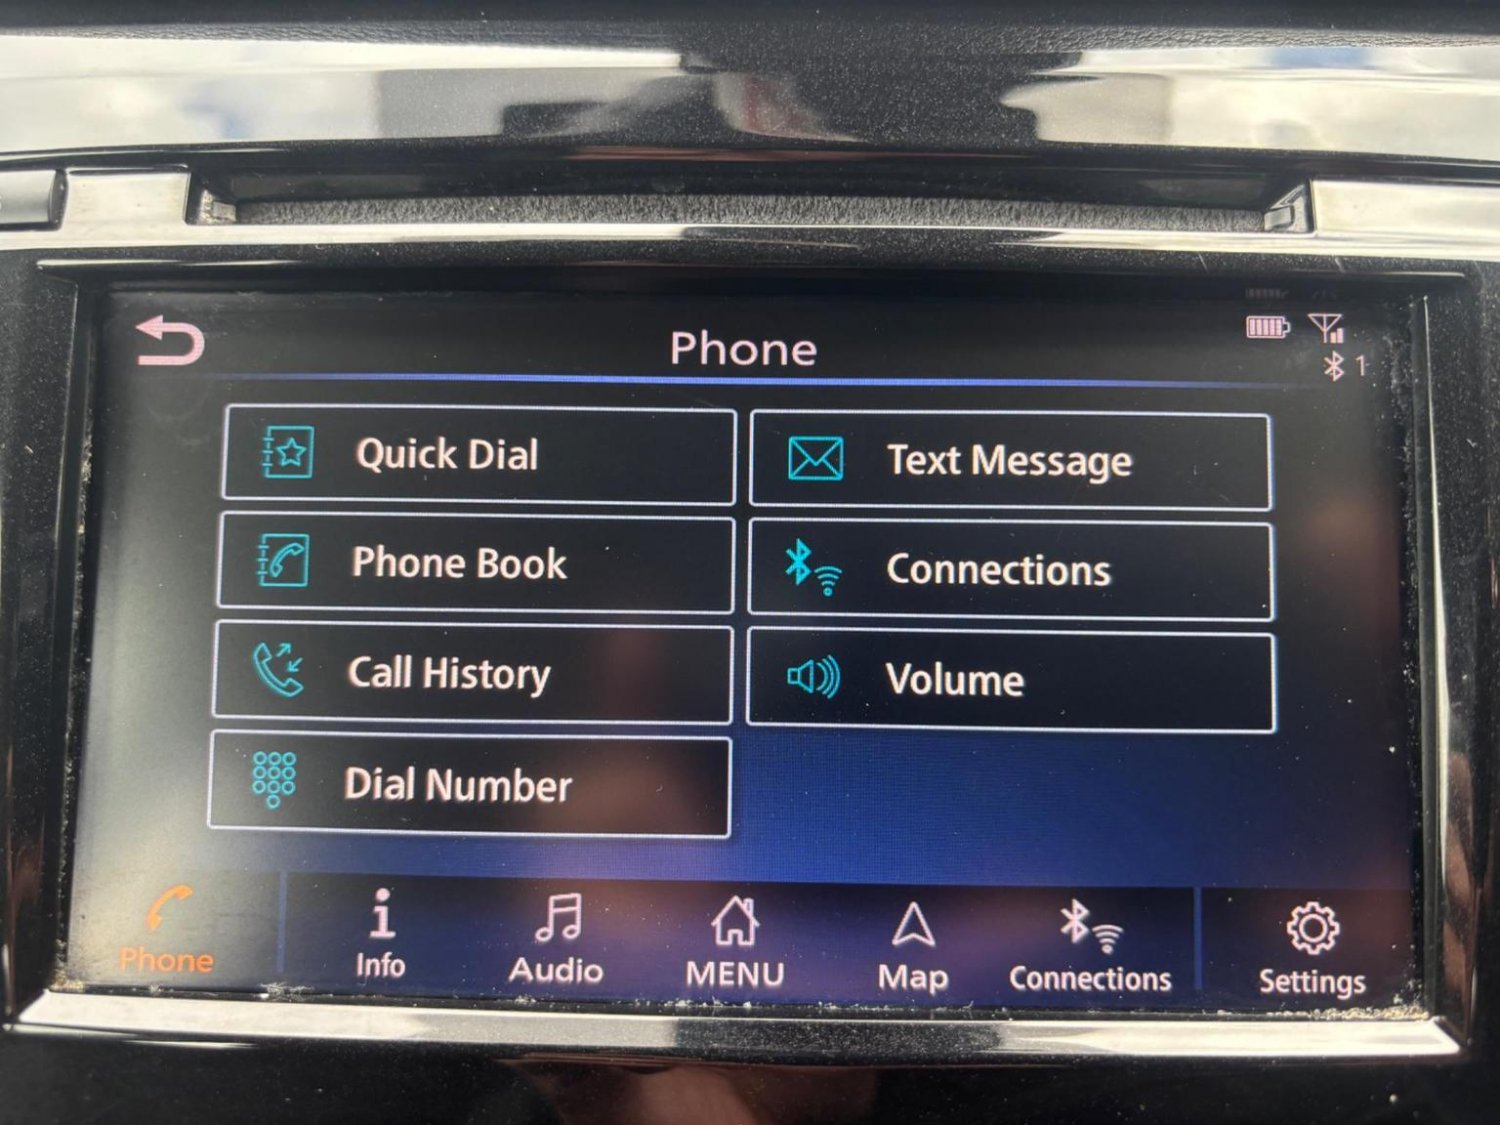 Phone
1
Quick Dial
Text Message
Phone Book
Connections
Call History
Volume
Dial Number
Phone
Info
Audio
MENU
Map
Connections
Settings